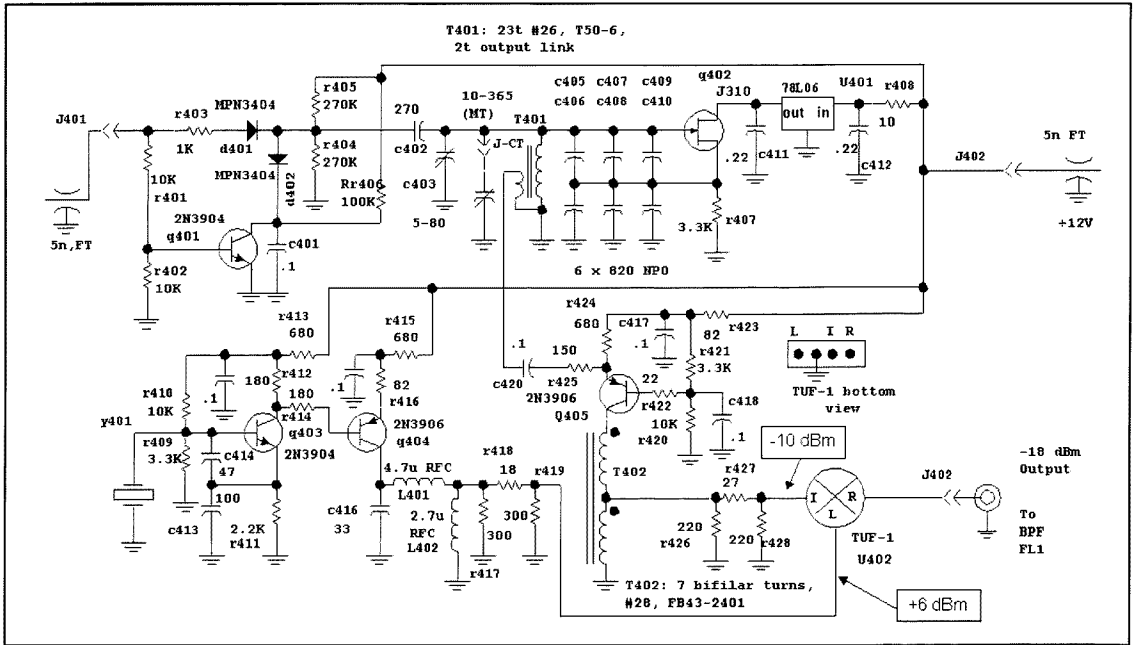 T401: 23t #26, T50-6,
2t output link
J401
r403
1K
MPN3404
d401
MPN3404
d402
r405
270K
r404
270K
Rr406
100K
270
c402
c403
10-365
(MT)
J-CT
5-80
T401
c405 c407 c409
c406 c408 c410
q402
J310
78L06
out in
U401
r408
10
.22
c411
.22
c412
5n FT
J402
+12V
10K
r401
2N3904
q401
r402
10K
c401
.1
5n,FT
r407
3.3K
6 x 820 NPO
r413
680
r415
680
r424
680
c417
.1
82
r423
r421
3.3K
L I R
TUF-1 bottom
view
r410
10K
.1
180
r412
180
r414
.1
82
r416
.1
c420
150
r425
2N3906
Q405
22
r422
10K
r420
c418
.1
y401
r409
3.3K
c414
47
q403
2N3904
2N3906
q404
-10 dBm
-18 dBm
Output
4.7u RFC
L401
r418
18
r419
T402
r427
27
J402
I R
L
100
c413
2.2K
r411
c416
33
2.7u
RFC
L402
300
300
r417
220
r426
220
r428
TUF-1
U402
To
BPF
FL1
T402: 7 bifilar turns,
#28, FB43-2401
+6 dBm